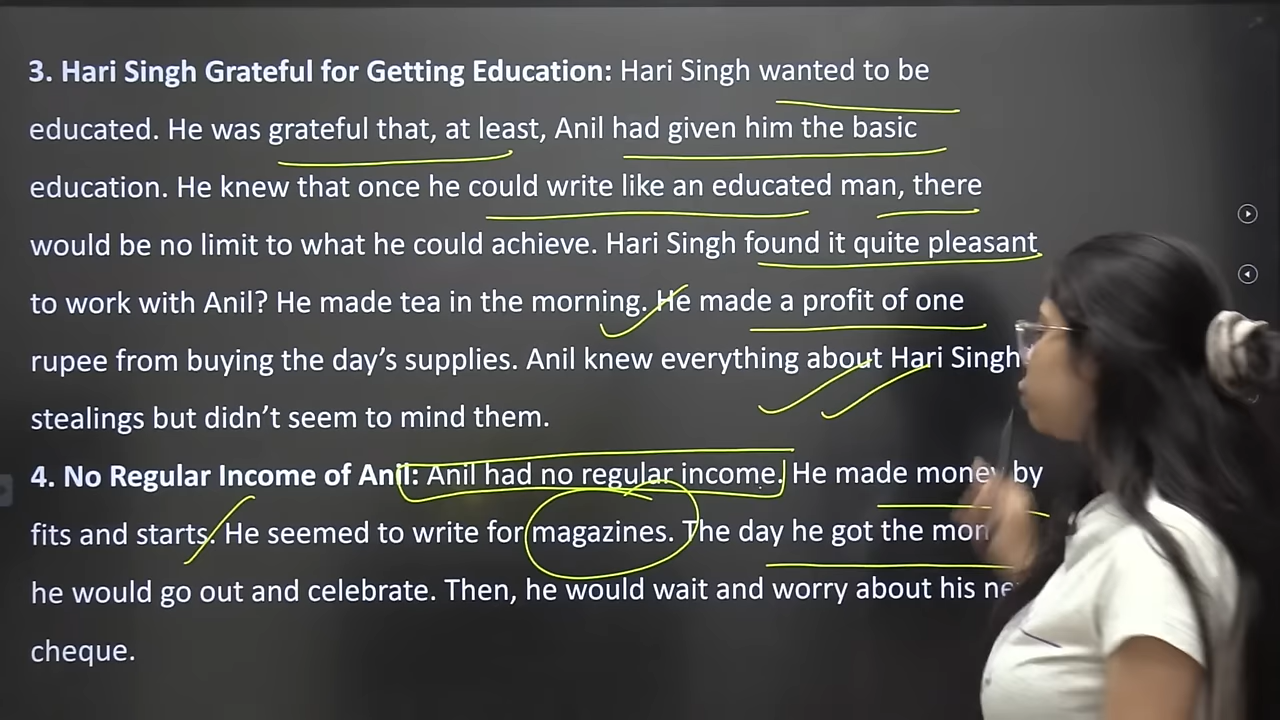 3. Hari Singh Grateful for Getting Education: Hari Singh wanted to be
educated. He was grateful that, at least, Anil had given him the basic
education. He knew that once he could write like an educated man, there
would be no limit to what he could achieve. Hari Singh found it quite pleasant
to work with Anil? He made tea in the morning. He made a profit of one
rupee from buying the day's supplies. Anil knew everything about Hari Singh
stealings but didn't seem to mind them.
4. No Regular Income of Anil: Anil had no regular income. He made money by
fits and starts. He seemed to write for magazines. The day he got the
he would go out and celebrate. Then, he would wait and worry about his
cheque.